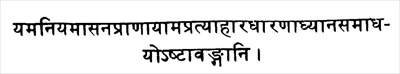 यमनियमासनप्राणायामप्रत्याहारधारणाध्यानसमाध-
योऽष्टावङ्गानि ।